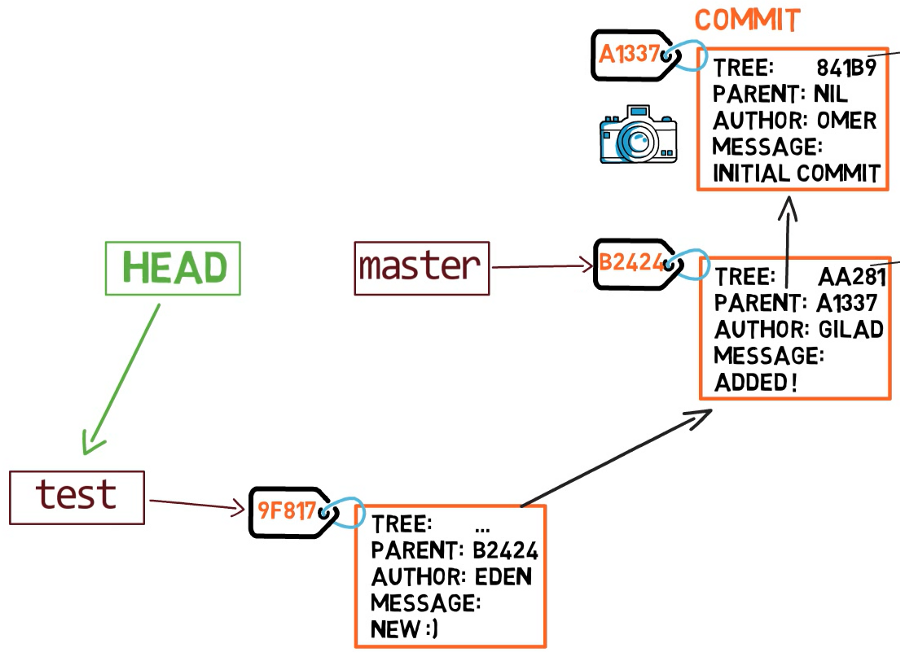 COMMIT
A1337
TREE: 841B9
PARENT: NIL
AUTHOR: OMER
MESSAGE:
INITIAL COMMIT
HEAD
master
B2424
TREE: AA281
PARENT: A1337
AUTHOR: GILAD
MESSAGE:
ADDED!
test
9F817
TREE: ...
PARENT: B2424
AUTHOR: EDEN
MESSAGE:
NEW :)